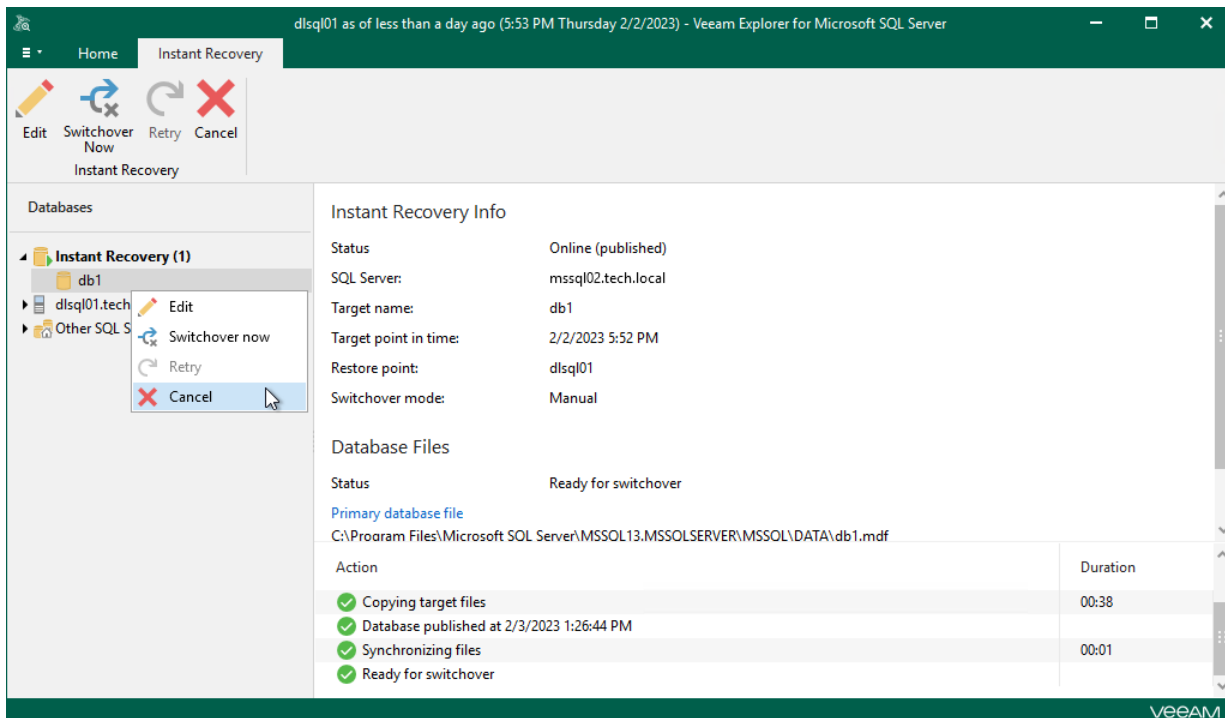 dlsql01 as of less than a day ago (5:53 PM Thursday 2/2/2023) - Veeam Explorer for Microsoft SQL Server
Home Instant Recovery
Edit Switchover Now Retry Cancel
Instant Recovery
Databases
Instant Recovery (1)
db1
dlsql01.tech
Other SQL S
Edit
Switchover now
Retry
Cancel
Instant Recovery Info
Status Online (published)
SQL Server: mssql02.tech.local
Target name: db1
Target point in time: 2/2/2023 5:52 PM
Restore point: dlsql01
Switchover mode: Manual
Database Files
Status Ready for switchover
Primary database file
C:\Program Files\Microsoft SQL Server\MSSQL13.MSSQLSERVER\MSSQL\DATA\db1.mdf
Action Duration
Copying target files 00:38
Database published at 2/3/2023 1:26:44 PM
Synchronizing files 00:01
Ready for switchover
veeAM